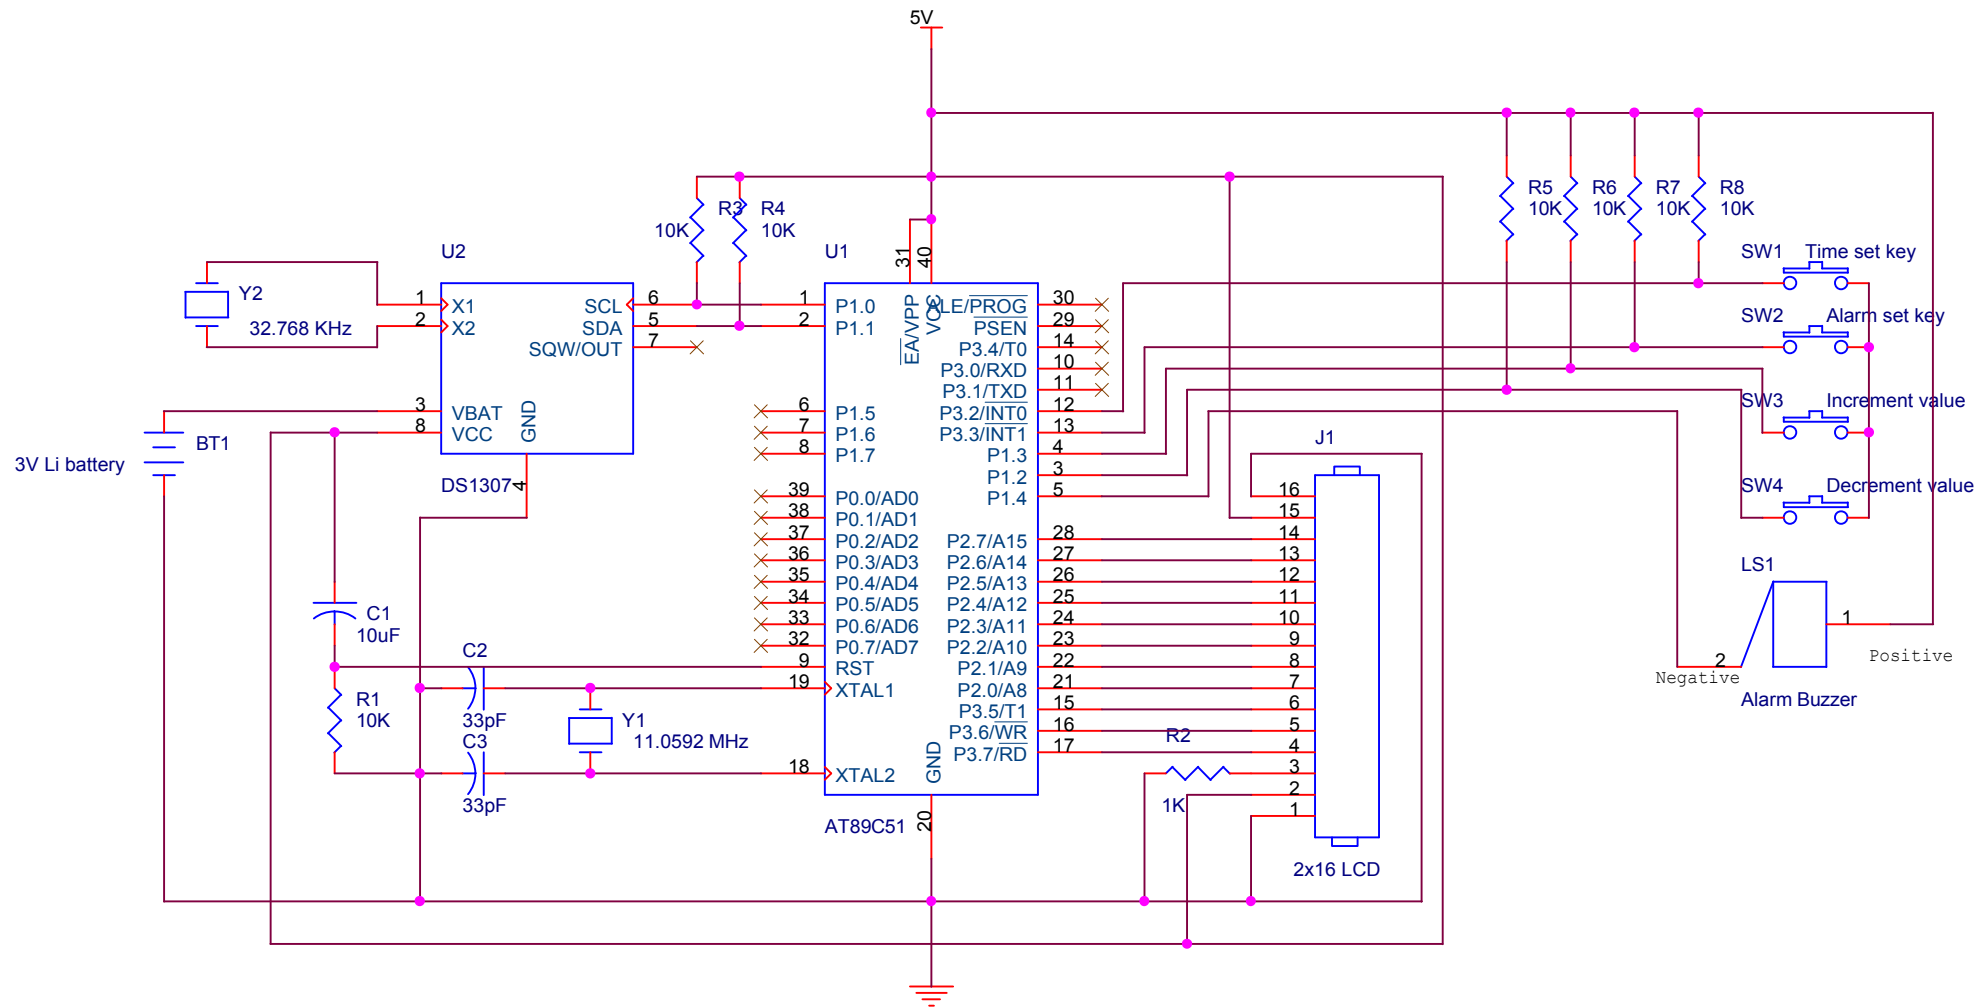 5V
R5
10K
R6
10K
R7
10K
R8
10K
R3
10K
R4
10K
SW1
Time set key
SW2
Alarm set key
SW3
Increment value
SW4
Decrement value
U2
Y2
32.768 KHz
1
X1
2
X2
SCL
6
SDA
5
SQW/OUT
7
3
VBAT
8
VCC
GND
4
DS1307
BT1
3V Li battery
C1
10uF
R1
10K
C2
33pF
C3
33pF
Y1
11.0592 MHz
U1
31
40
EA/VPP
VCC
1
P1.0
2
P1.1
6
P1.5
7
P1.6
8
P1.7
39
P0.0/AD0
38
P0.1/AD1
37
P0.2/AD2
36
P0.3/AD3
35
P0.4/AD4
34
P0.5/AD5
33
P0.6/AD6
32
P0.7/AD7
9
RST
19
XTAL1
18
XTAL2
ALE/PROG
30
PSEN
29
P3.4/T0
14
P3.0/RXD
10
P3.1/TXD
11
P3.2/INT0
12
P3.3/INT1
13
P1.3
4
P1.2
3
P1.4
5
P2.7/A15
28
P2.6/A14
27
P2.5/A13
26
P2.4/A12
25
P2.3/A11
24
P2.2/A10
23
P2.1/A9
22
P2.0/A8
21
P3.5/T1
15
P3.6/WR
16
P3.7/RD
17
GND
20
AT89C51
R2
1K
J1
16
15
14
13
12
11
10
9
8
7
6
5
4
3
2
1
2x16 LCD
LS1
1
Positive
2
Negative
Alarm Buzzer